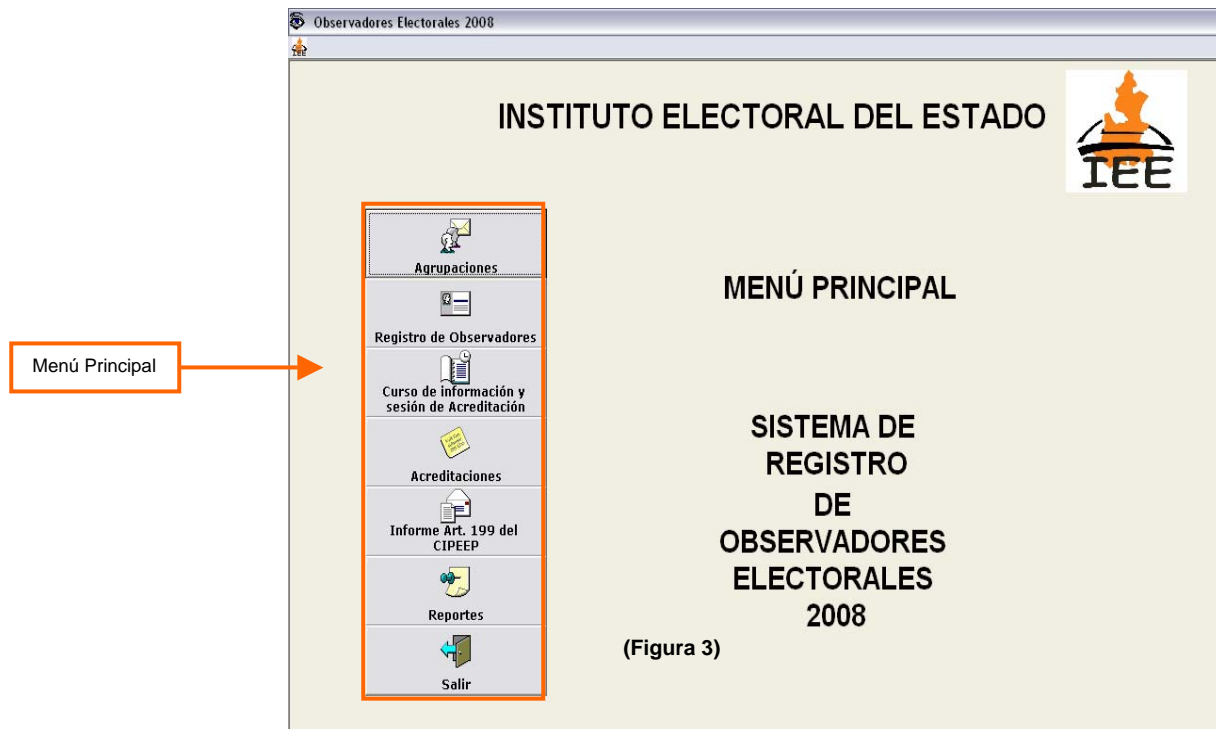 Observadores Electorales 2008
IEE
INSTITUTO ELECTORAL DEL ESTADO
IEE
Agrupaciones
Registro de Observadores
Curso de información y
sesión de Acreditación
Acreditaciones
Informe Art. 199 del
CIPEEP
Reportes
Salir
Menú Principal
MENÚ PRINCIPAL
SISTEMA DE
REGISTRO
DE
OBSERVADORES
ELECTORALES
2008
(Figura 3)